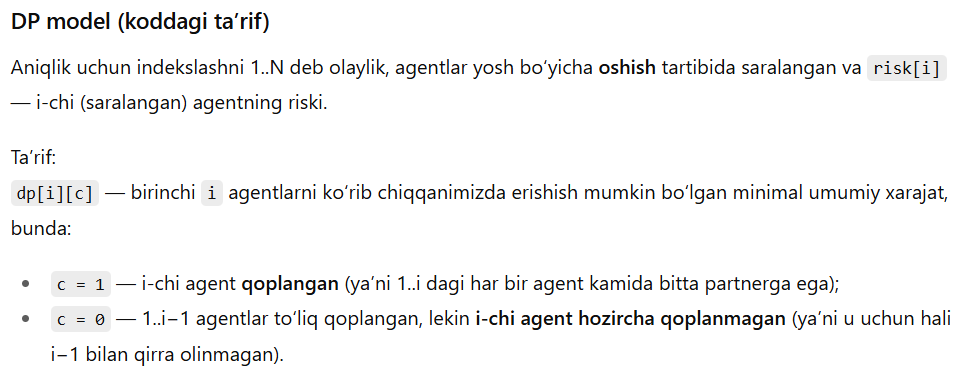 DP model (koddagi ta’rif)
Aniqlik uchun indekslashni 1..N deb olaylik, agentlar yosh bo‘yicha oshish tartibida saralangan va risk[i]
— i-chi (saralangan) agentning riski.
Ta’rif:
dp[i][c] — birinchi i agentlarni ko‘rib chiqqanimizda erishish mumkin bo‘lgan minimal umumiy xarajat,
bunda:
• c = 1 — i-chi agent qoplangan (ya’ni 1..i dagi har bir agent kamida bitta partnerga ega);
• c = 0 — 1..i−1 agentlar to‘liq qoplangan, lekin i-chi agent hozircha qoplanmagan (ya’ni u uchun hali
i−1 bilan qirra olinmagan).